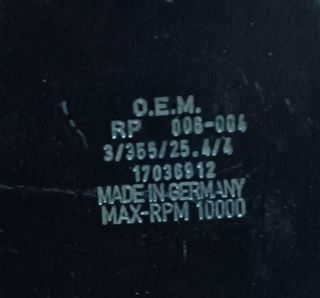 O.E.M.
RP 006-004
3/355/25.4/4
17036912
MADE IN GERMANY
MAX-RPM 10000